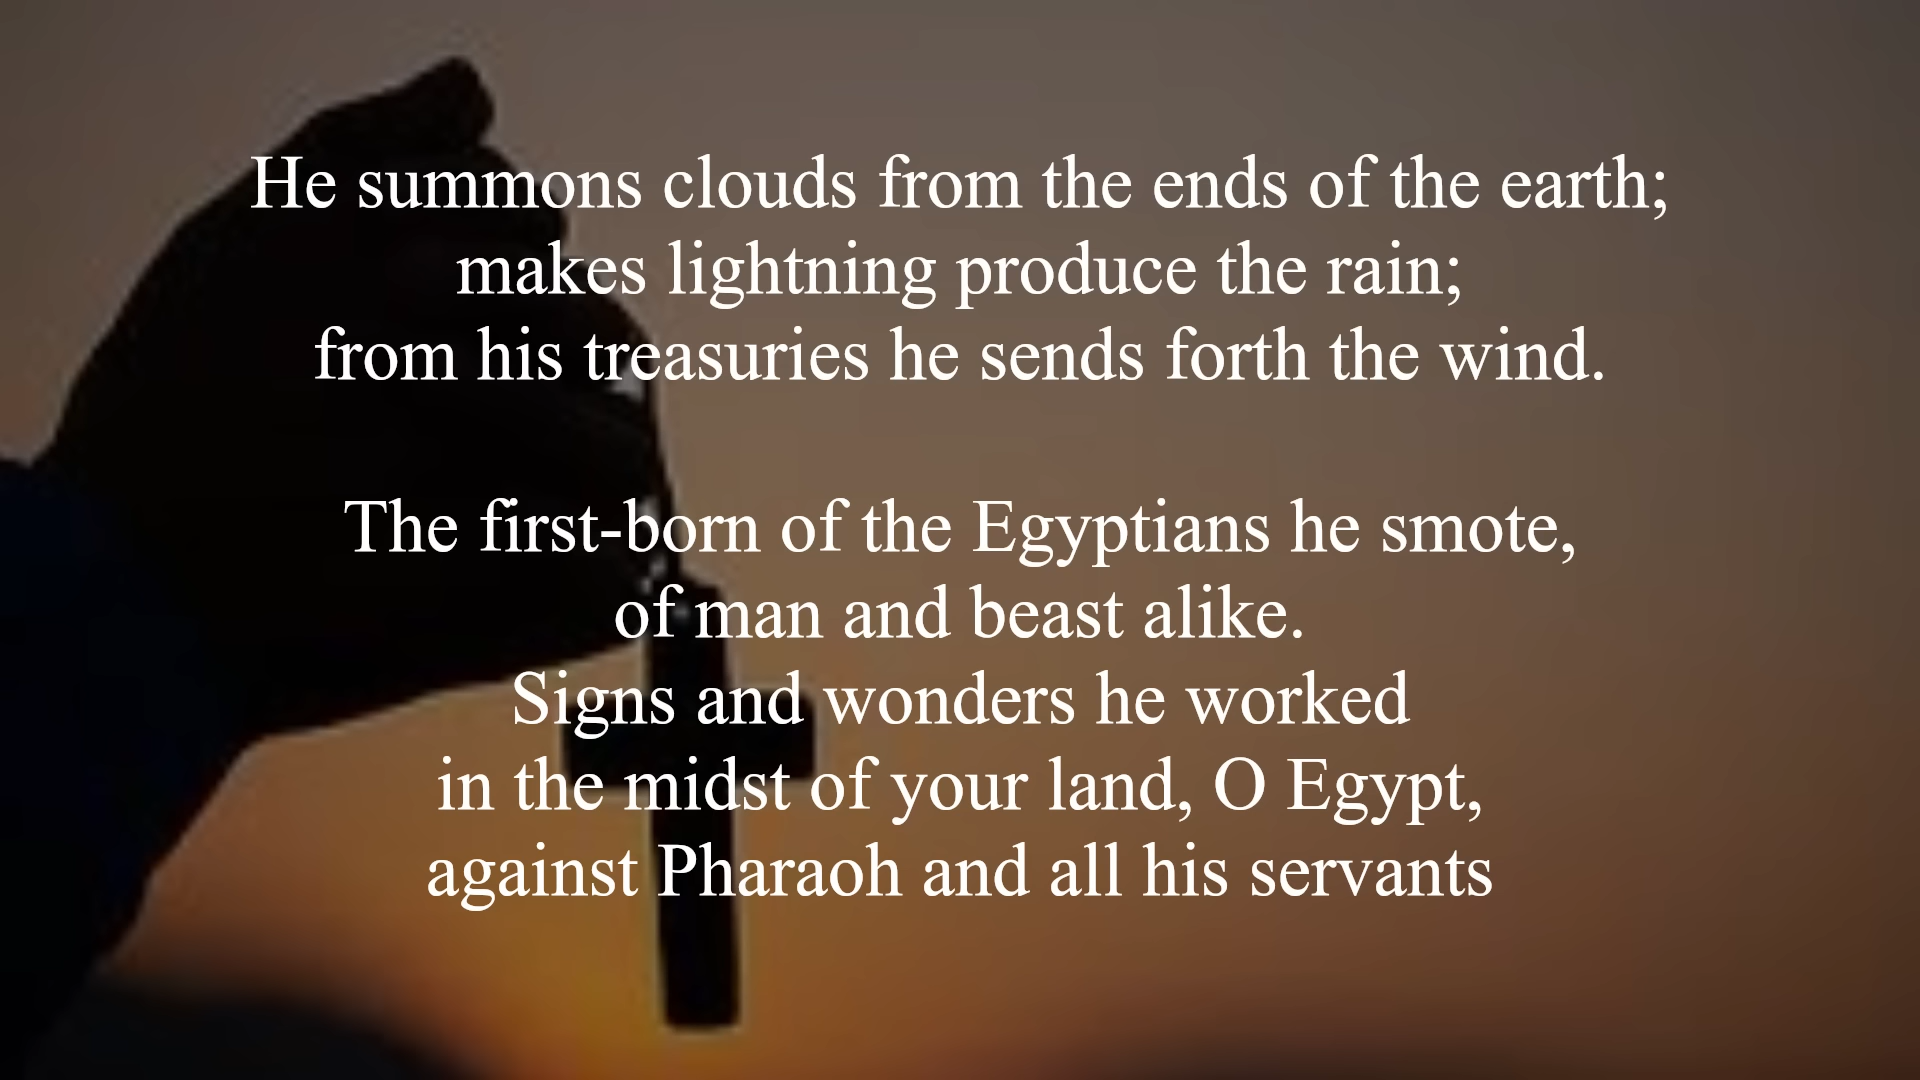 He summons clouds from the ends of the earth;
makes lightning produce the rain;
from his treasuries he sends forth the wind.
The first-born of the Egyptians he smote,
of man and beast alike.
Signs and wonders he worked
in the midst of your land, O Egypt,
against Pharaoh and all his servants